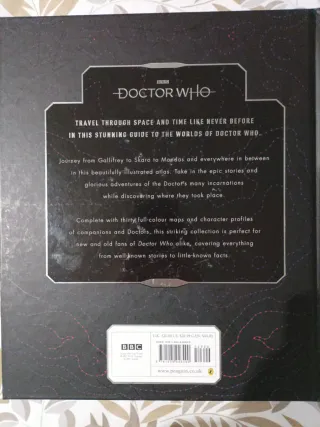 BBC
DOCTOR WHO
TRAVEL THROUGH SPACE AND TIME LIKE NEVER BEFORE
IN THIS STUNNING GUIDE TO THE WORLDS OF DOCTOR WHO.
Journey from Gallifrey to Skaro to Mondas and everywhere in between
in this beautifully illustrated atlas. Take in the epic stories and
glorious adventures of the Doctor's many incarnations
while discovering where they took place.
Complete with thirty full-colour maps and character profiles
of companions and Doctors, this striking collection is perfect for
new and old fans of Doctor Who alike, covering everything
from well-known stories to little-known facts.
BBC